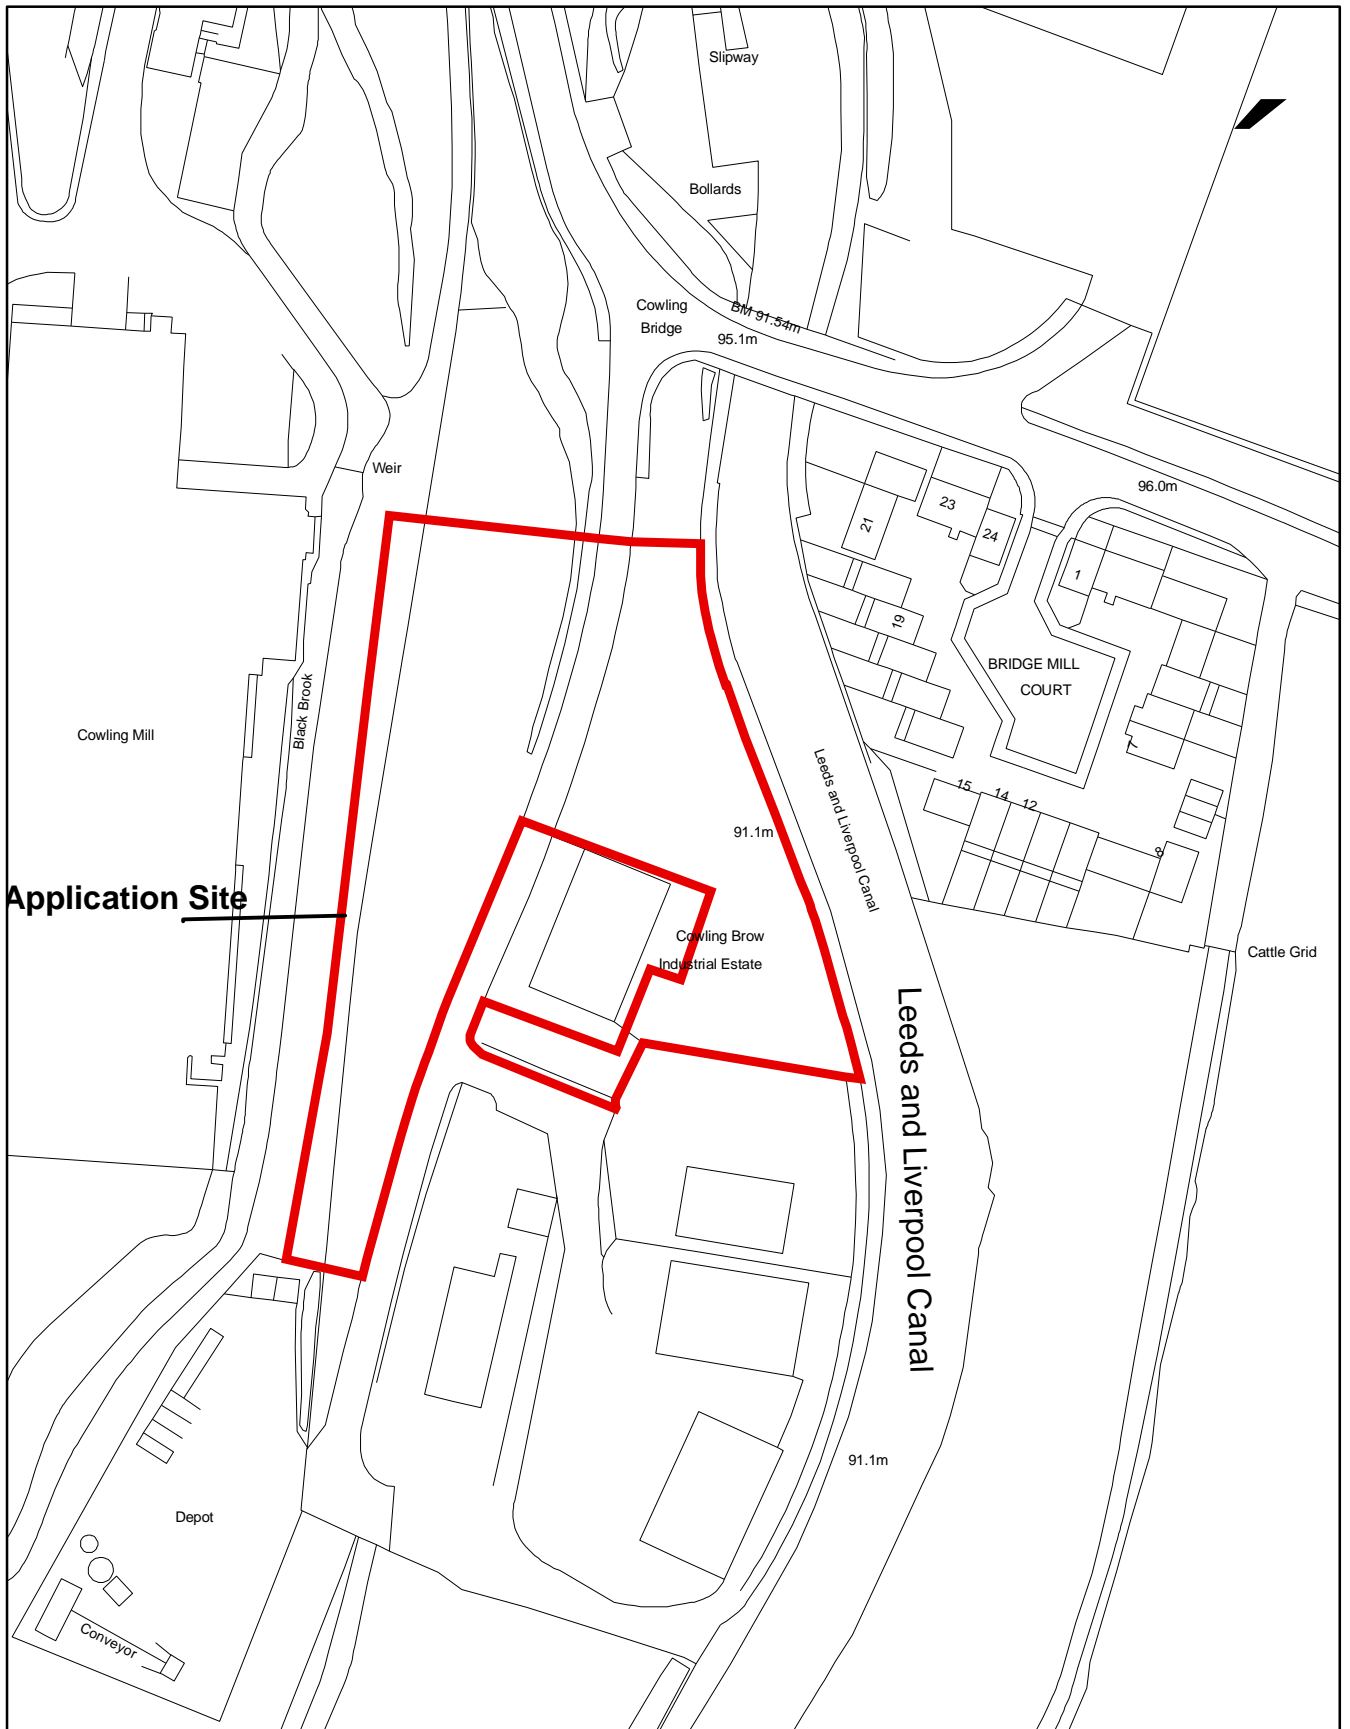 Slipway
Bollards
Cowling
Bridge
BM 91.54m
95.1m
Weir
96.0m
21
23
24
1
19
BRIDGE MILL
COURT
7
Black Brook
Cowling Mill
Leeds and Liverpool Canal
15
14
12
8
91.1m
Application Site
Cowling Brow
Industrial Estate
Cattle Grid
Leeds and Liverpool Canal
91.1m
Depot
Conveyor